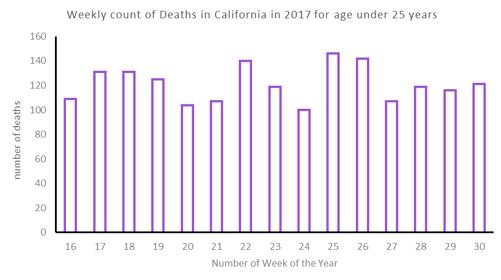 Weekly count of Deaths in California in 2017 for age under 25 years
number of deaths
160
140
120
100
80
60
40
20
0
16 17 18 19 20 21 22 23 24 25 26 27 28 29 30
Number of Week of the Year